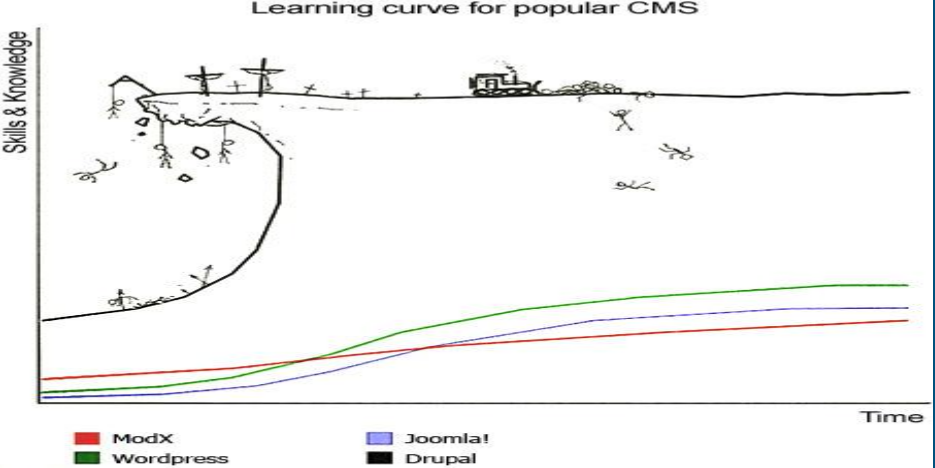 Learning curve for popular CMS
Skills & Knowledge
Time
ModX
Joomla!
Wordpress
Drupal